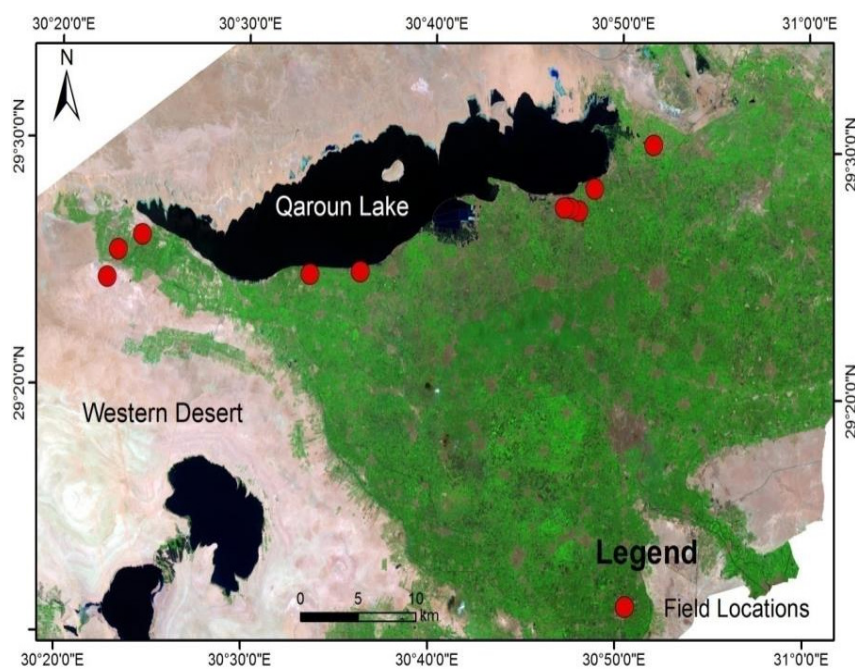 30°20'0"E 30°30'0"E 30°40'0"E 30°50'0"E 31°0'0"E
N
29°30'0"N 29°30'0"N
Qaroun Lake
29°20'0"N 29°20'0"N
Western Desert
Legend
0 5 10
km
Field Locations
30°20'0"E 30°30'0"E 30°40'0"E 30°50'0"E 31°0'0"E